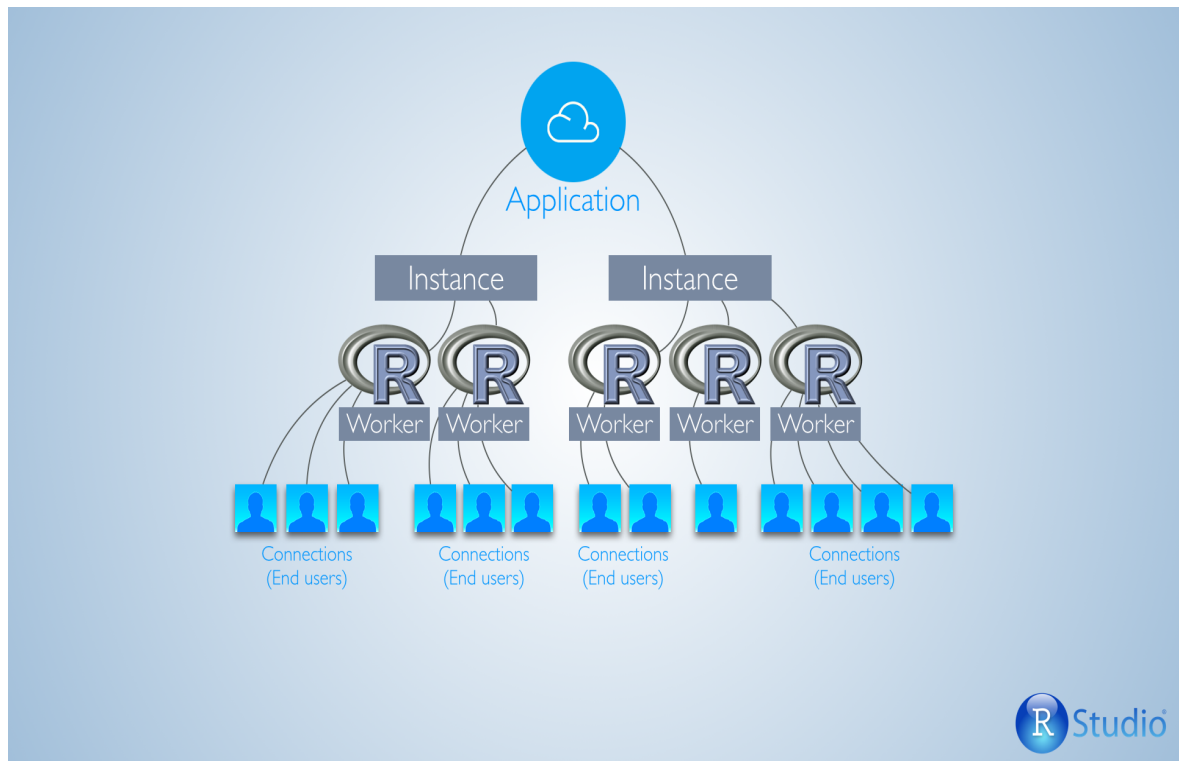 Application
Instance Instance
R R R R R
Worker Worker Worker Worker Worker
Connections Connections Connections Connections
(End users) (End users) (End users) (End users)
R Studio®